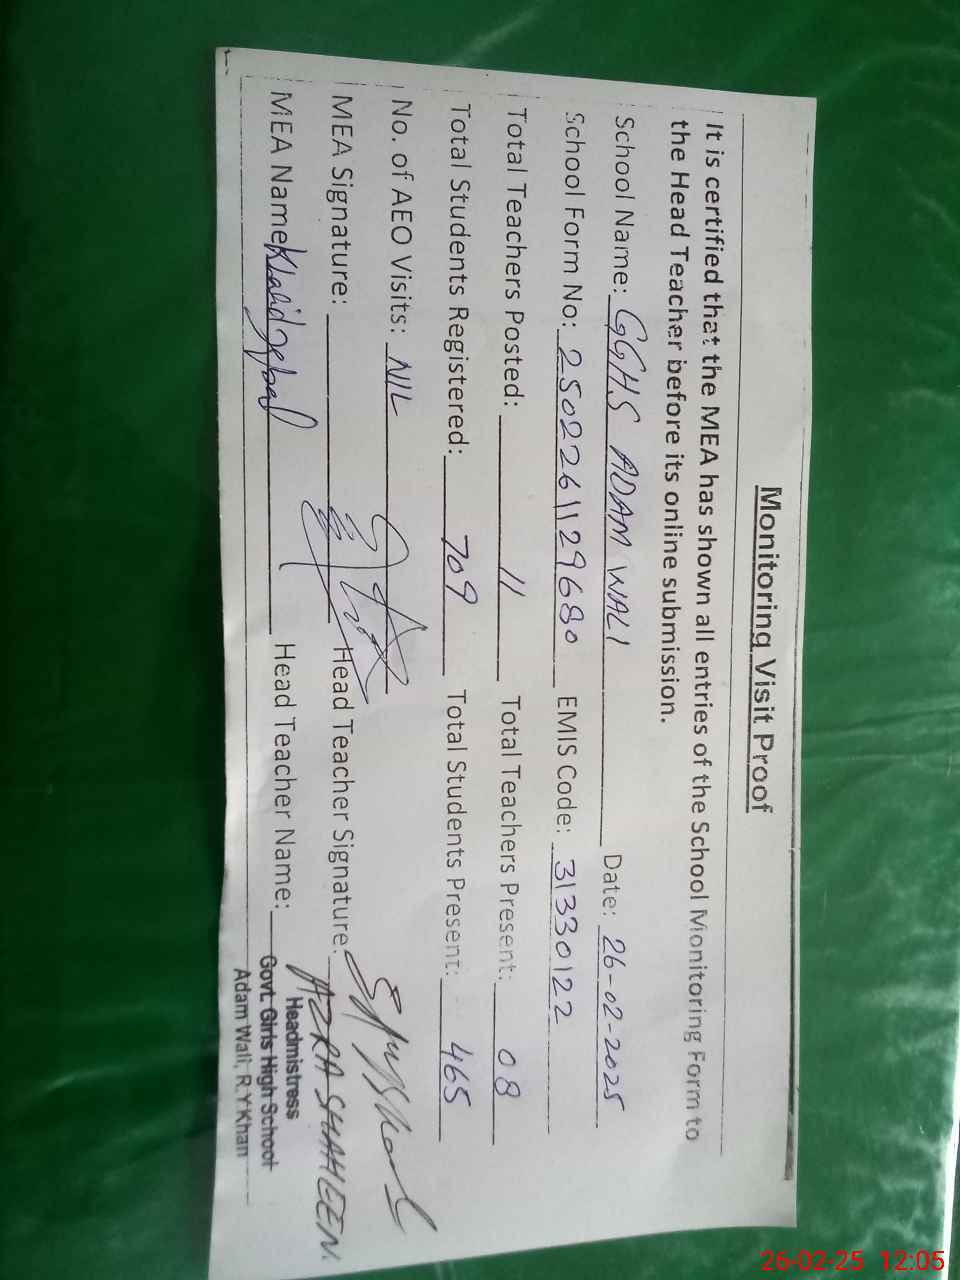 Monitoring Visit Proof
It is certified that the MEA has shown all entries of the School Monitoring Form to
the Head Teacher before its online submission.
School Name: GGHS ADAM WALI Date: 26-02-2025
School Form No: 2502261129680 EMIS Code: 31330122
Total Teachers Posted: 11 Total Teachers Present: 08
Total Students Registered: 709 Total Students Present: 465
No. of AEO Visits: NIL
MEA Signature: Head Teacher Signature:
MEA Name: Khalid Iqbal Head Teacher Name: AZRA SHAHEEN
Headmistress
Govt. Girls High School
Adam Wali, R.Y.Khan
26-02-25 12:05